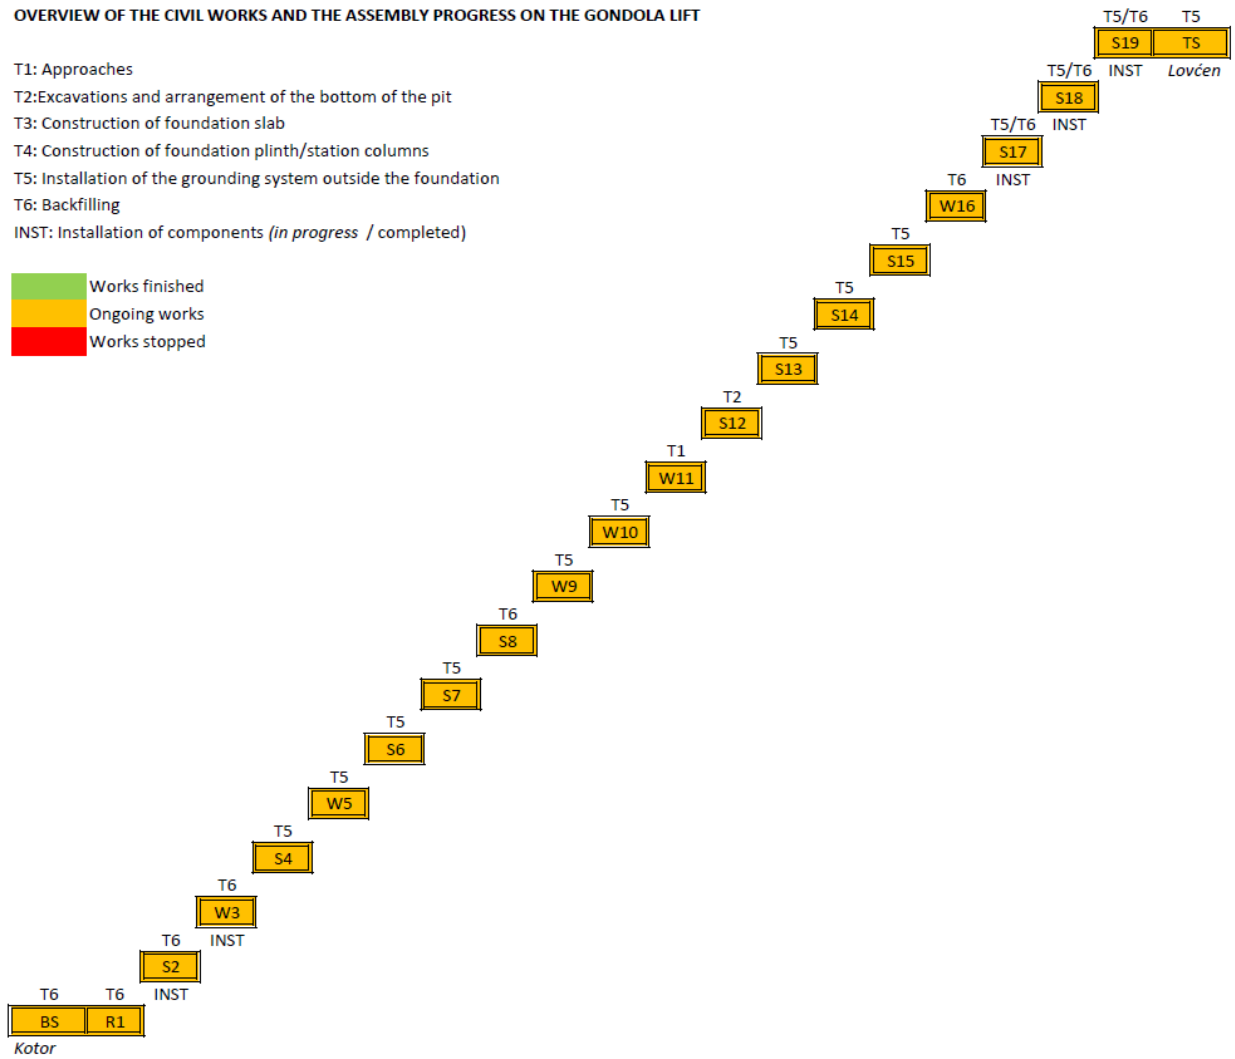 OVERVIEW OF THE CIVIL WORKS AND THE ASSEMBLY PROGRESS ON THE GONDOLA LIFT
T1: Approaches
T2:Excavations and arrangement of the bottom of the pit
T3: Construction of foundation slab
T4: Construction of foundation plinth/station columns
T5: Installation of the grounding system outside the foundation
T6: Backfilling
INST: Installation of components (in progress / completed)
Works finished
Ongoing works
Works stopped
T5/T6 T5
S19 TS
T5/T6 INST Lovćen
S18
T5/T6 INST
S17
T6 INST
W16
T5
S15
T5
S14
T5
S13
T2
S12
T1
W11
T5
W10
T5
W9
T6
S8
T5
S7
T5
S6
T5
W5
T5
S4
T6
W3
T6 INST
S2
T6 T6 INST
BS R1
Kotor